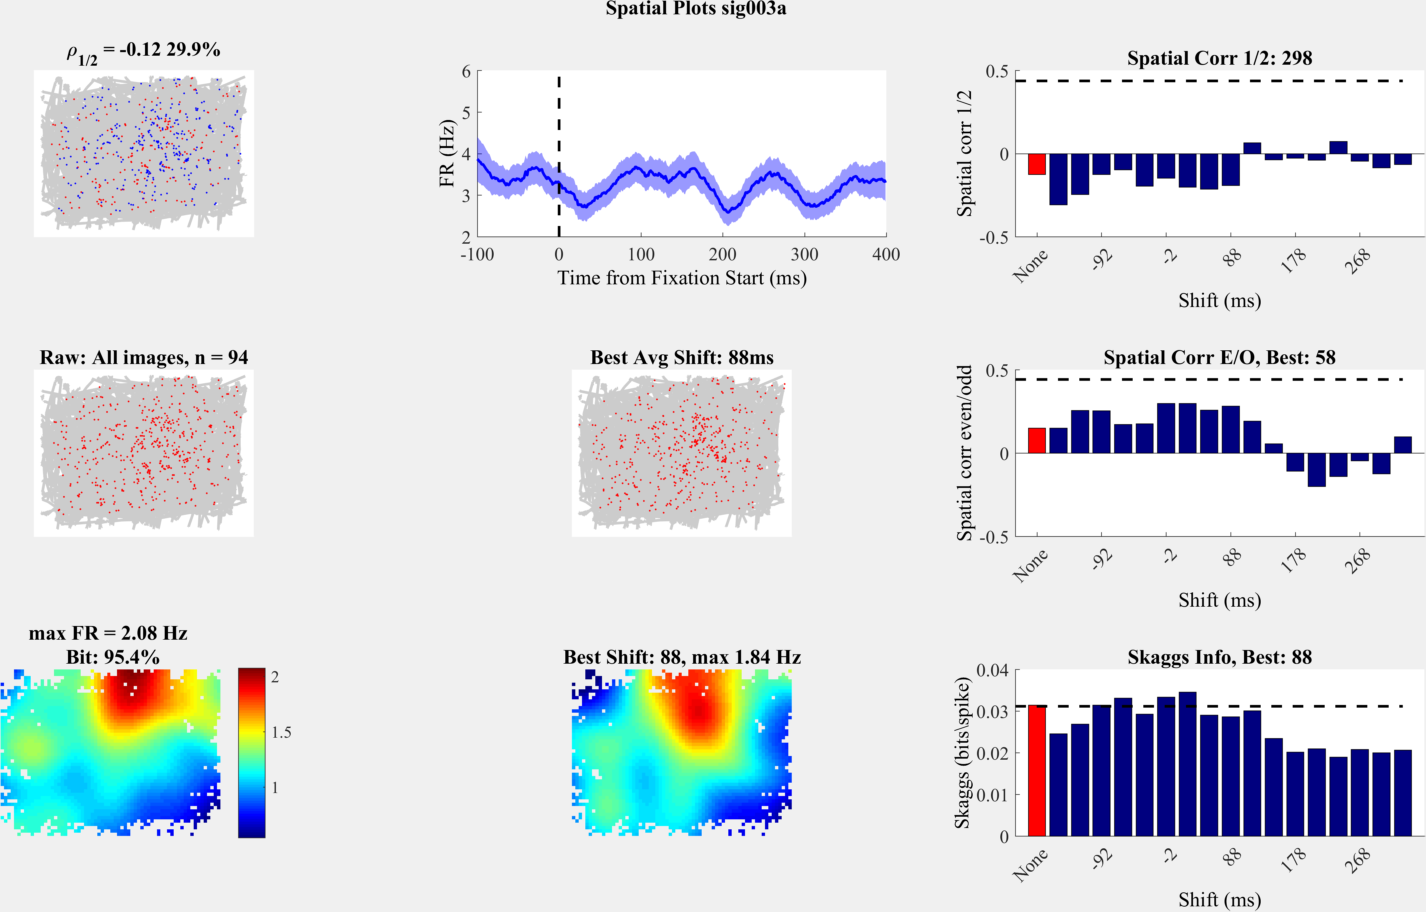 Spatial Plots sig003a
ρ1/2 = -0.12 29.9%
6
5
4
3
2
FR (Hz)
-100
0
100
200
300
400
Time from Fixation Start (ms)
Spatial Corr 1/2: 298
0.5
0
-0.5
Spatial corr 1/2
None
-92
-2
88
178
268
Shift (ms)
Raw: All images, n = 94
Best Avg Shift: 88ms
Spatial Corr E/O, Best: 58
0.5
0
-0.5
Spatial corr even/odd
None
-92
-2
88
178
268
Shift (ms)
max FR = 2.08 Hz
Bit: 95.4%
2
1.5
1
Best Shift: 88, max 1.84 Hz
Skaggs Info, Best: 88
0.04
0.03
0.02
0.01
0
Skaggs (bits\spike)
None
-92
-2
88
178
268
Shift (ms)